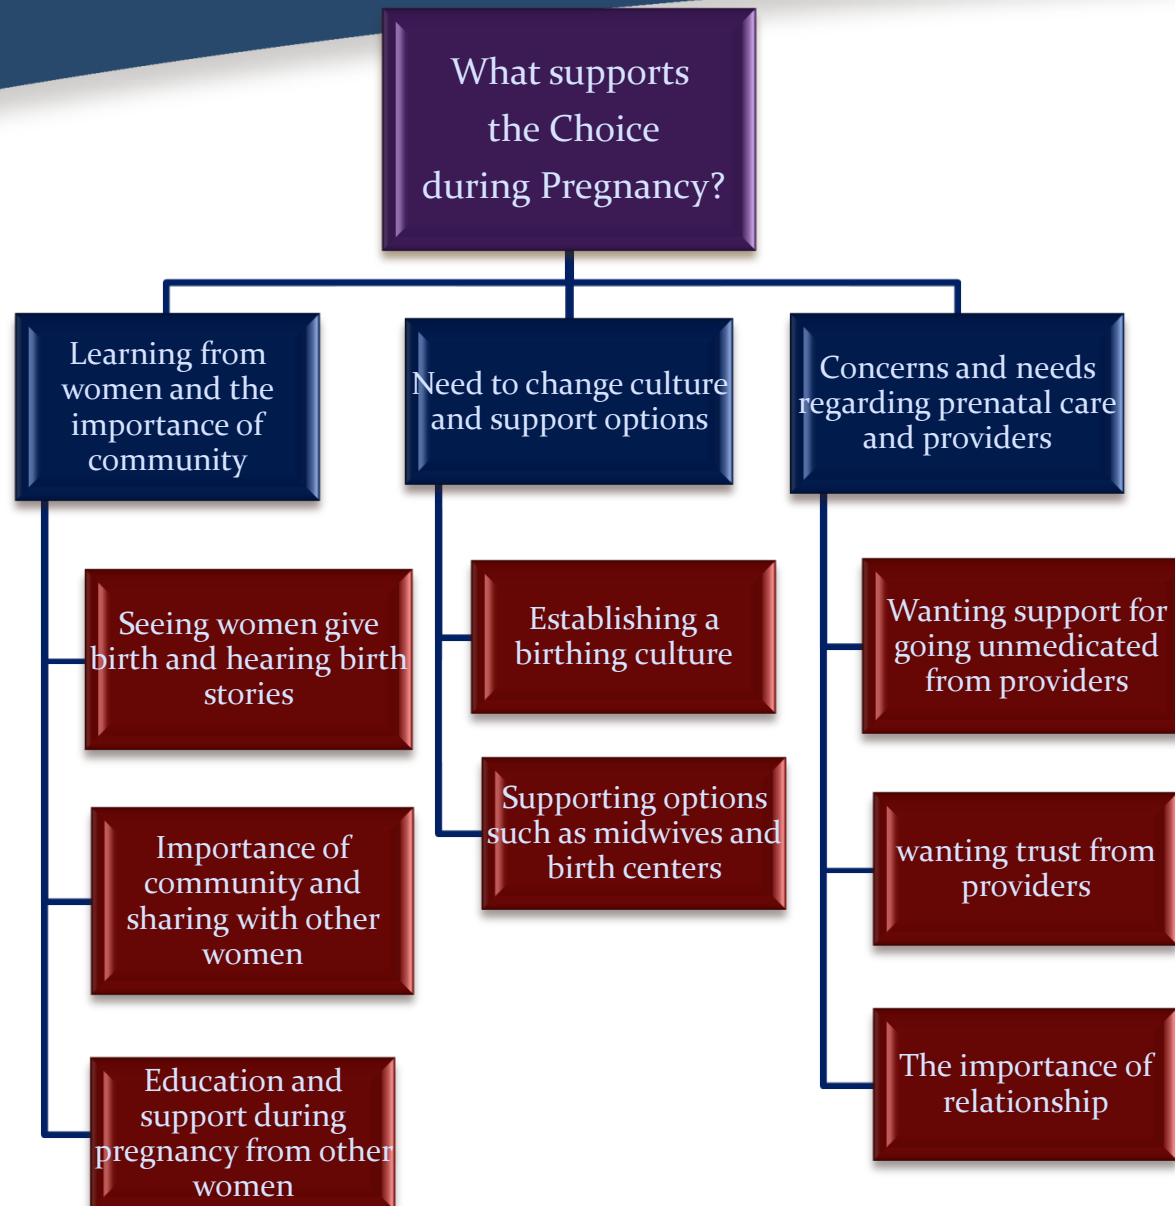 What supports
the Choice
during Pregnancy?
Learning from
women and the
importance of
community
Seeing women give
birth and hearing birth
stories
Importance of
community and
sharing with other
women
Education and
support during
pregnancy from other
women
Need to change culture
and support options
Establishing a
birthing culture
Supporting options
such as midwives and
birth centers
Concerns and needs
regarding prenatal care
and providers
Wanting support for
going unmedicated
from providers
wanting trust from
providers
The importance of
relationship